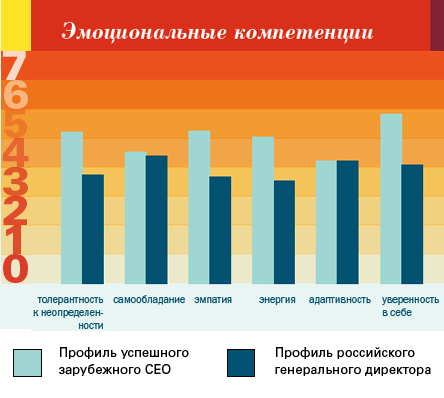 Эмоциональные компетенции
7
6
5
4
3
2
1
0
толерантность
к неопределен-
ности
самообладание
эмпатия
энергия
адаптивность
уверенность
в себе
Профиль успешного
зарубежного CEO
Профиль российского
генерального директора